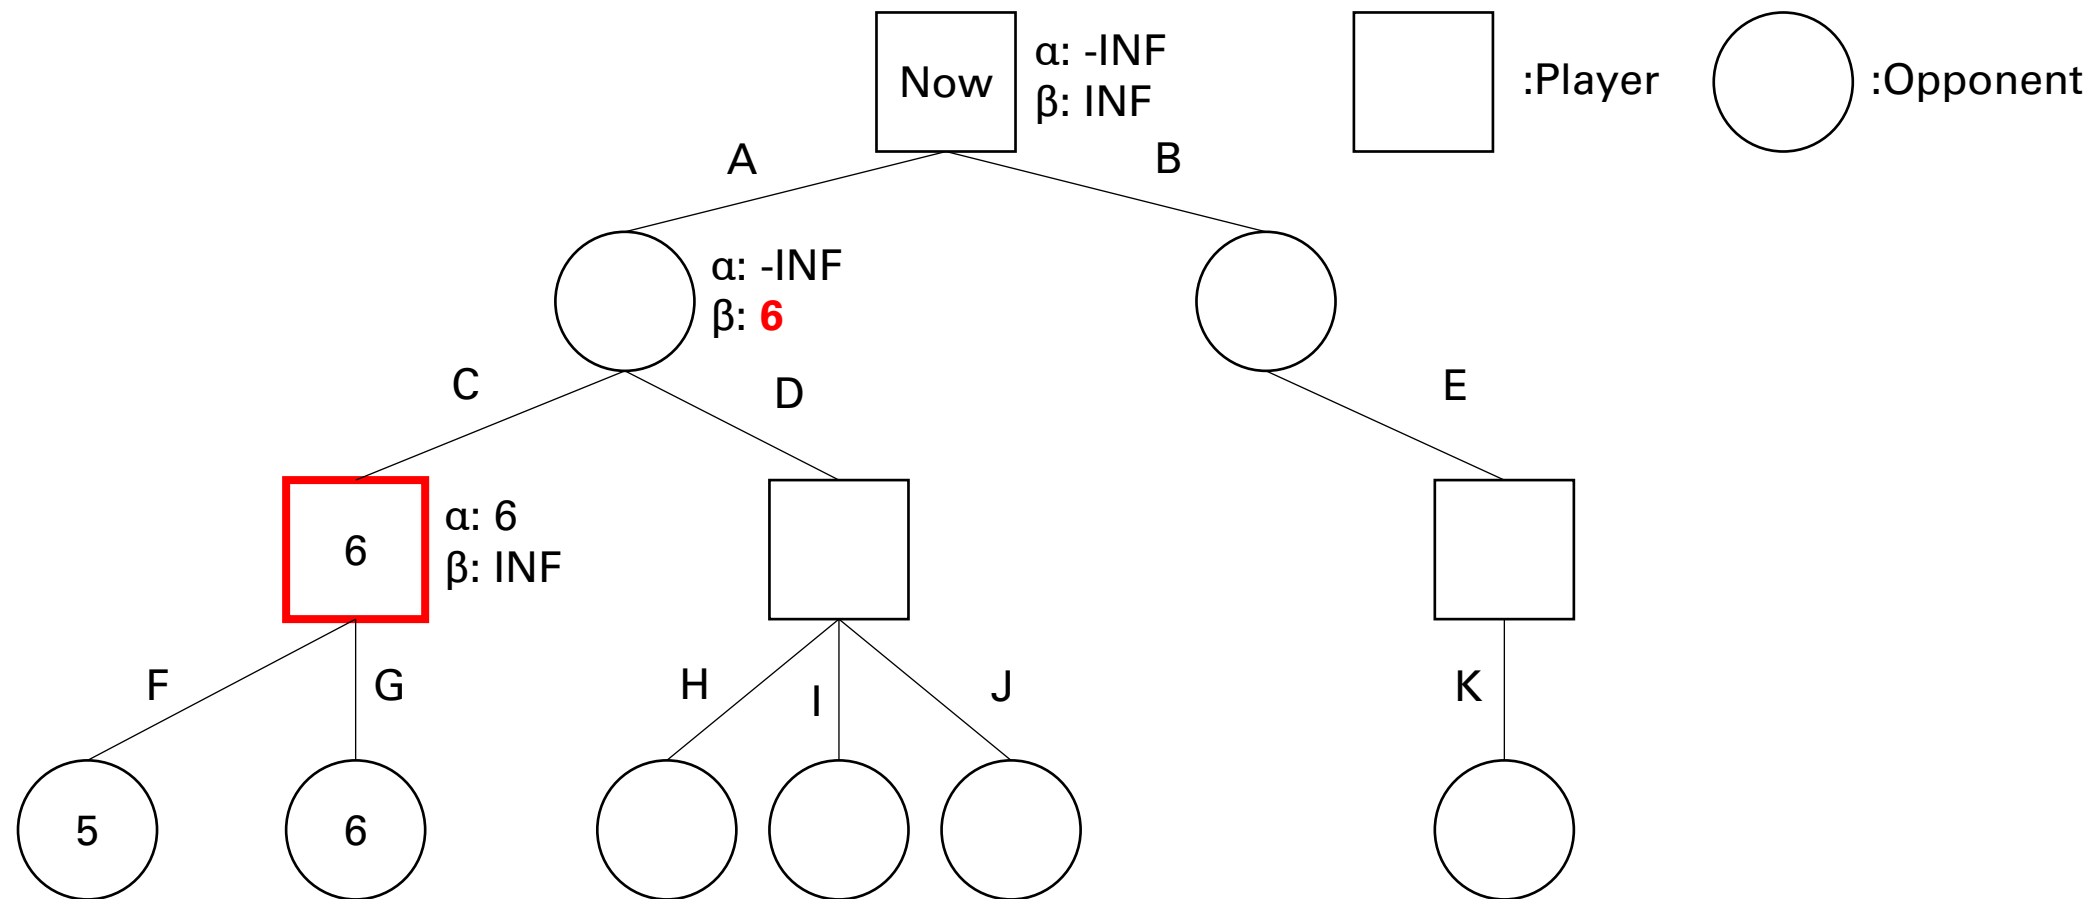 Now
α: -INF
β: INF
:Player
:Opponent
A
B
α: -INF
β: 6
C
D
E
6
α: 6
β: INF
F
G
H
I
J
K
5
6